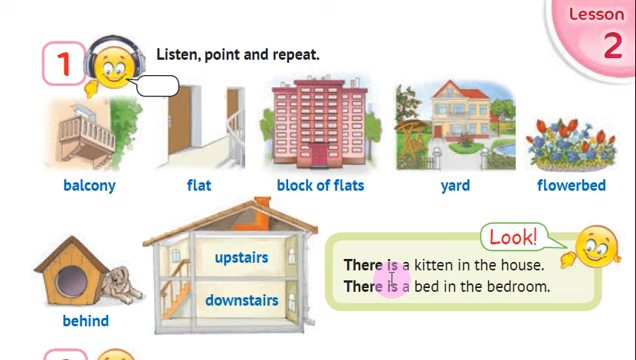 Lesson
2
1
Listen, point and repeat.
balcony
flat
block of flats
yard
flowerbed
upstairs
downstairs
behind
Look!
There is a kitten in the house.
There is a bed in the bedroom.